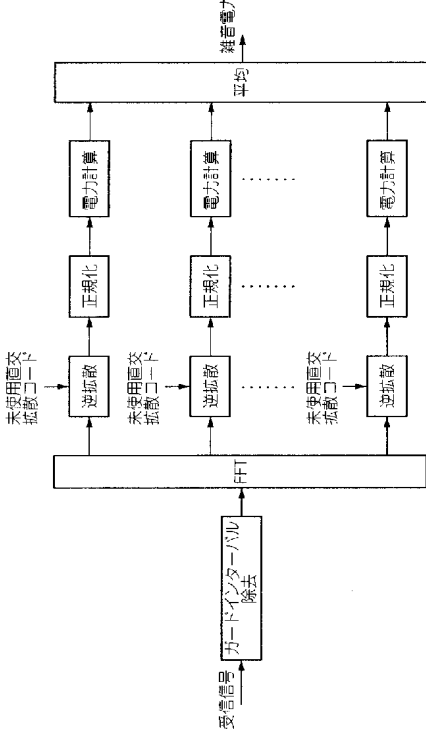 受信信号
ガードインターバル
除去
FFT
未使用直交
拡散コード
逆拡散
正規化
電力計算
未使用直交
拡散コード
逆拡散
正規化
電力計算
未使用直交
拡散コード
逆拡散
正規化
電力計算
平均
雑音電力